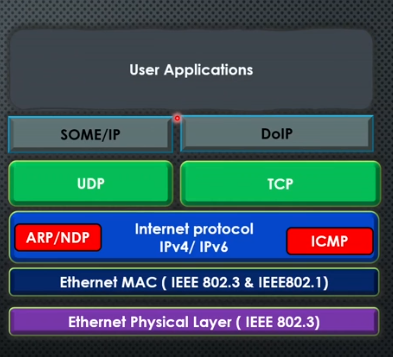 User Applications
SOME/IP
DoIP
UDP
TCP
ARP/NDP
Internet protocol
IPv4/ IPv6
ICMP
Ethernet MAC ( IEEE 802.3 & IEEE802.1)
Ethernet Physical Layer ( IEEE 802.3)